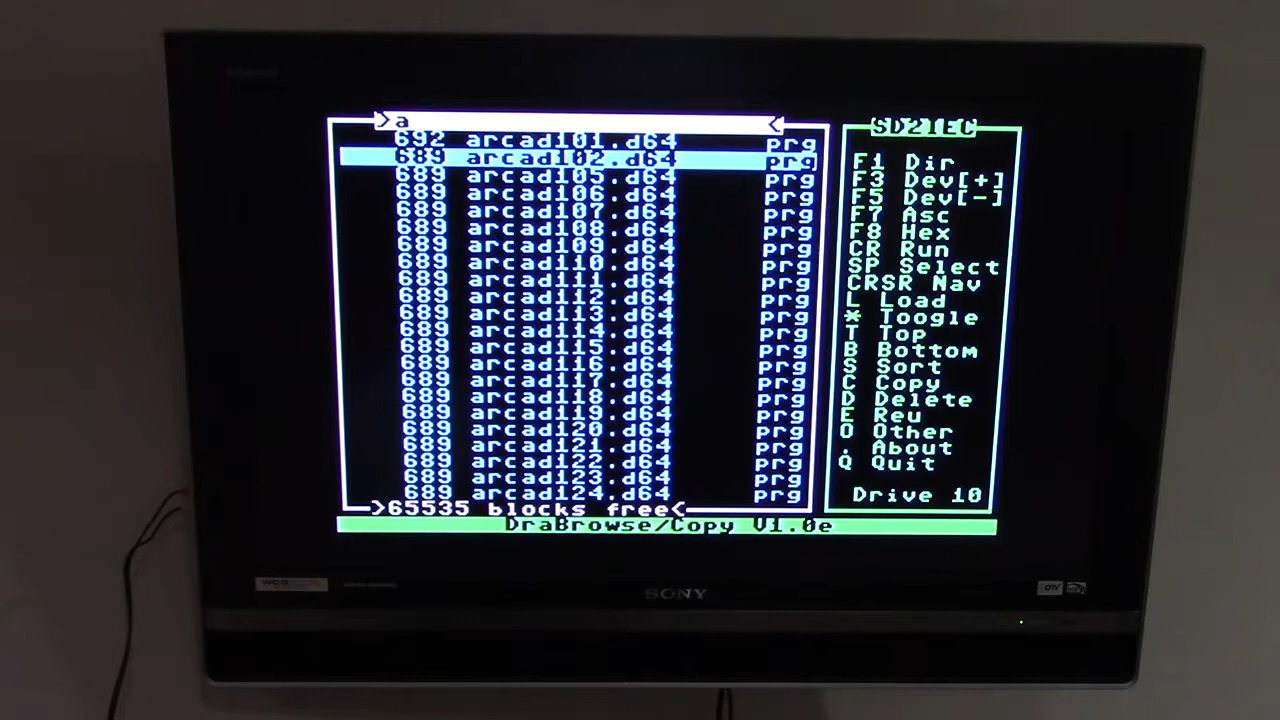 >a <
692 arcad101.d64 prg
689 arcad102.d64 prg
689 arcad105.d64 prg
689 arcad106.d64 prg
689 arcad107.d64 prg
689 arcad108.d64 prg
689 arcad109.d64 prg
689 arcad110.d64 prg
689 arcad111.d64 prg
689 arcad112.d64 prg
689 arcad113.d64 prg
689 arcad114.d64 prg
689 arcad115.d64 prg
689 arcad116.d64 prg
689 arcad117.d64 prg
689 arcad118.d64 prg
689 arcad119.d64 prg
689 arcad120.d64 prg
689 arcad121.d64 prg
689 arcad122.d64 prg
689 arcad123.d64 prg
689 arcad124.d64 prg
>65535 blocks free<
SD2IEC
F1 Dir
F3 Dev[+]
F5 Dev[-]
F7 Asc
F8 Hex
CR Run
SP Select
CRSR Nav
L Load
* Toogle
T Top
B Bottom
S Sort
C Copy
D Delete
E Reu
O Other
. About
Q Quit
Drive 10
DraBrowse/Copy V1.0e
SONY